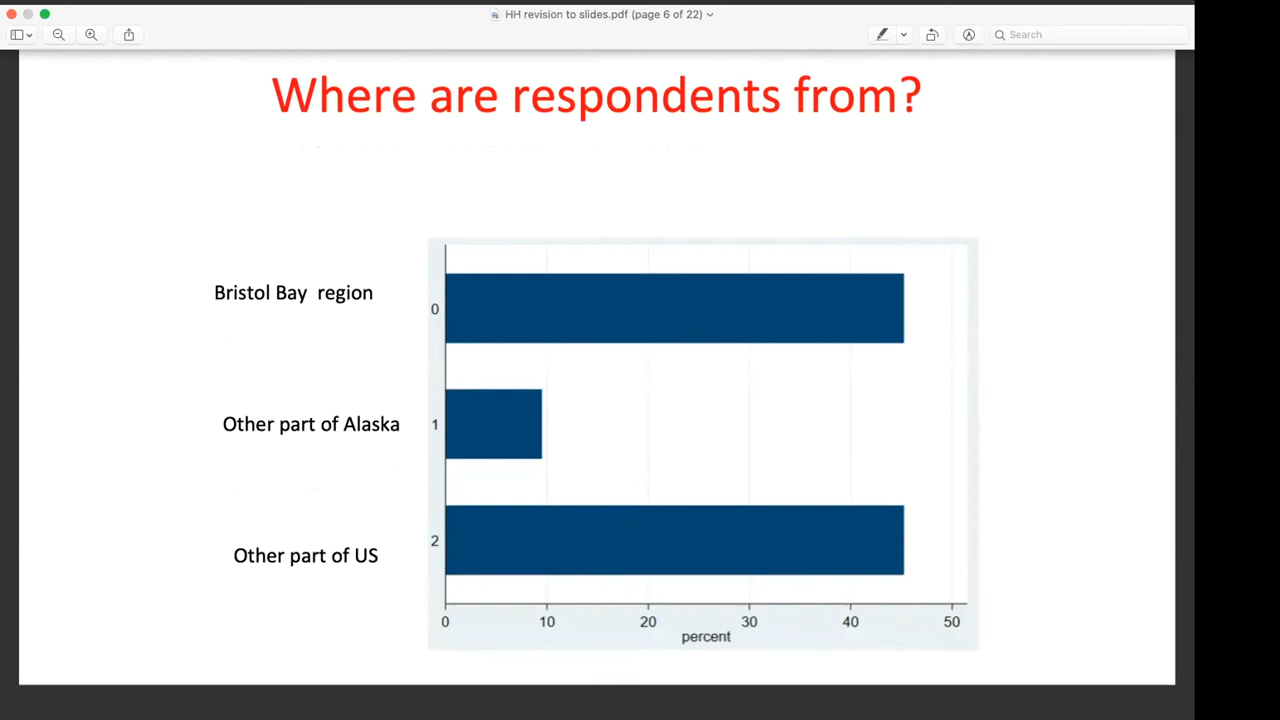 HH revision to slides.pdf (page 6 of 22)
Search
Where are respondents from?
Bristol Bay  region
0
Other part of Alaska
1
Other part of US
2
0 10 20 30 40 50
percent